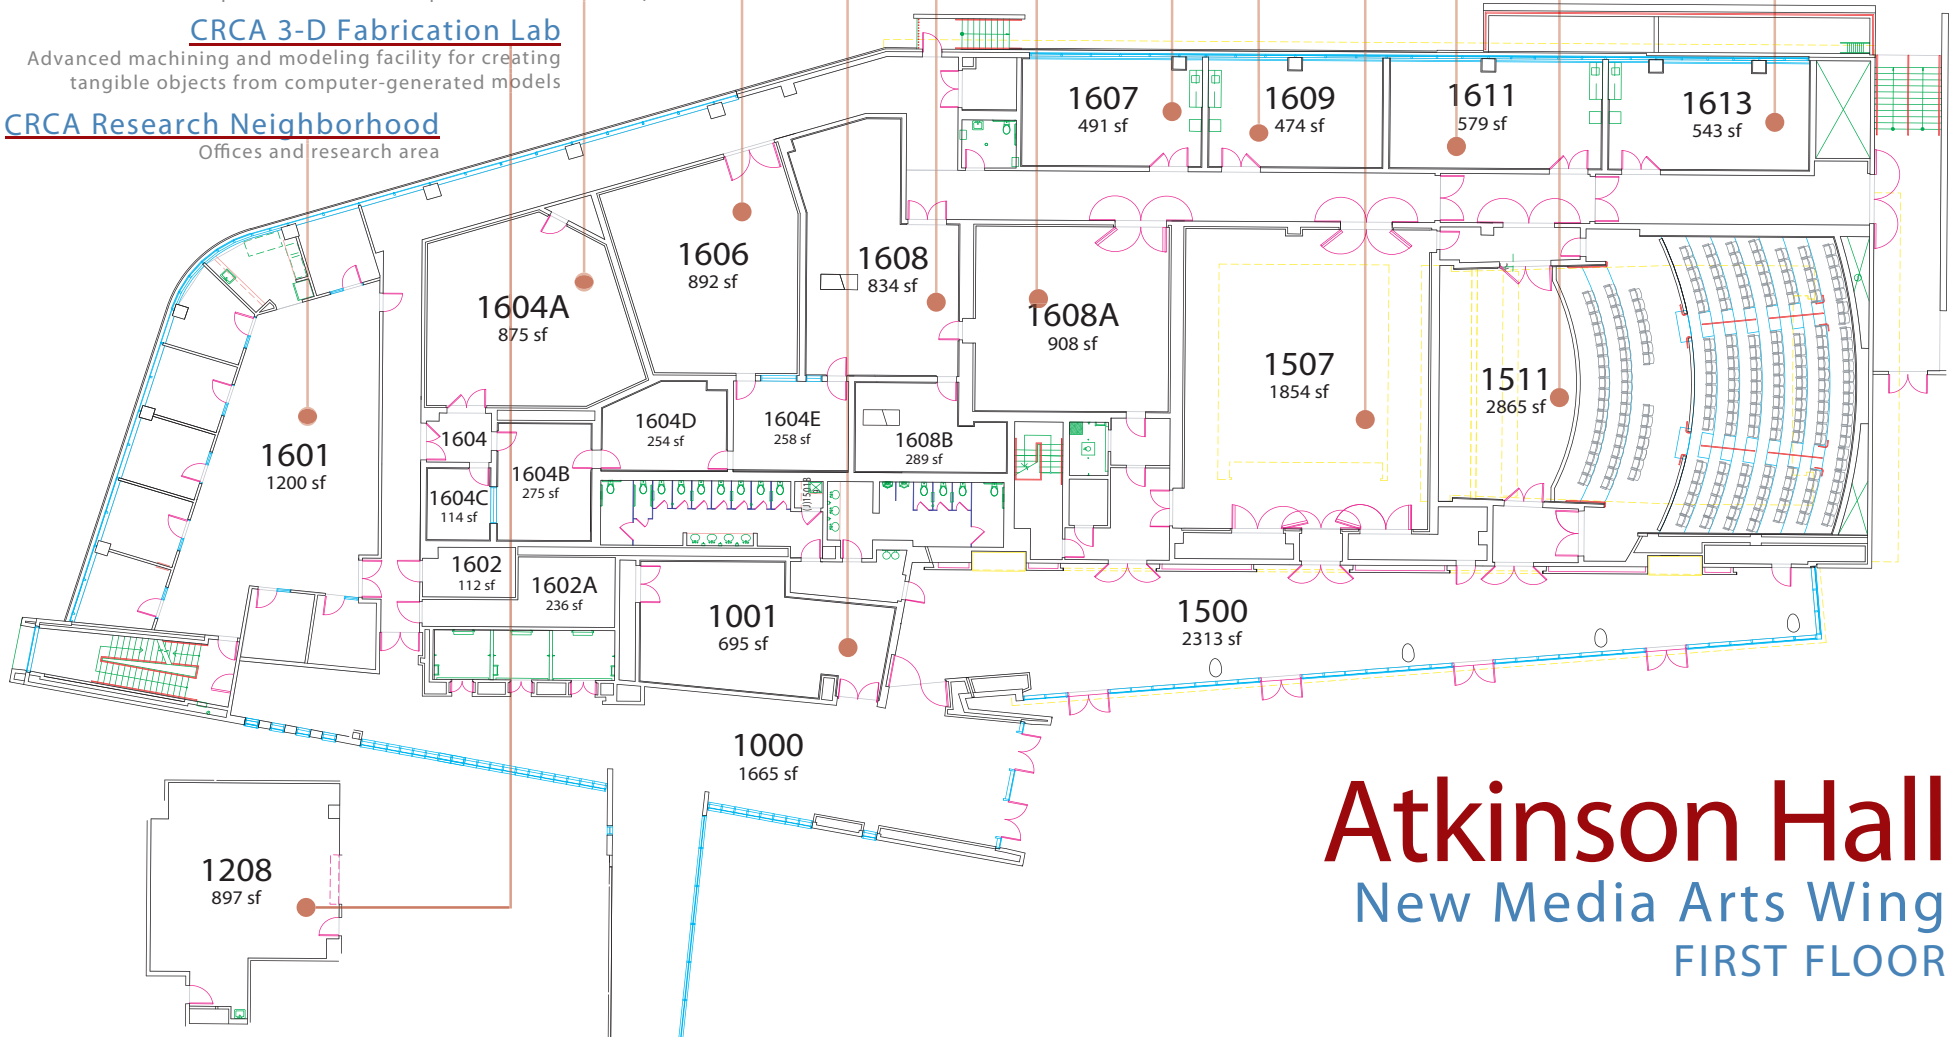 CRCA 3-D Fabrication Lab
Advanced machining and modeling facility for creating
tangible objects from computer-generated models
CRCA Research Neighborhood
Offices and research area
1607
491 sf
1609
474 sf
1611
579 sf
1613
543 sf
1604A
875 sf
1606
892 sf
1608
834 sf
1608A
908 sf
1507
1854 sf
1511
2865 sf
1601
1200 sf
1604
1604B
275 sf
1604C
114 sf
1604D
254 sf
1604E
258 sf
1608B
289 sf
1602
112 sf
1602A
236 sf
1001
695 sf
1500
2313 sf
1000
1665 sf
1208
897 sf
Atkinson Hall
New Media Arts Wing
FIRST FLOOR